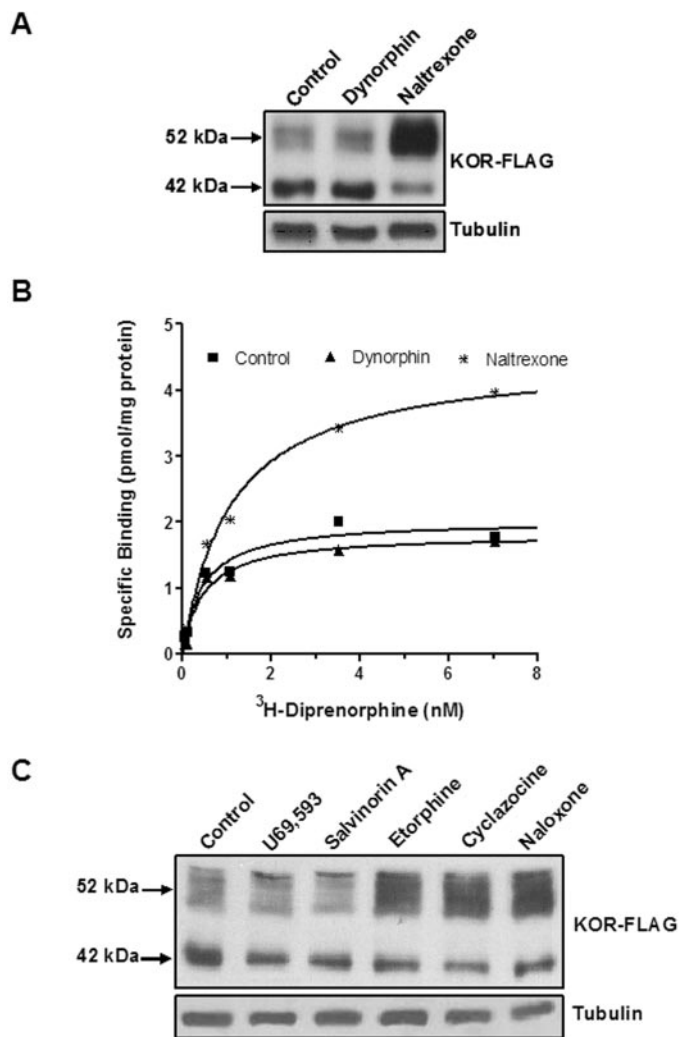 A
Control
Dynorphin
Naltrexone
52 kDa
42 kDa
KOR-FLAG
Tubulin
B
Specific Binding (pmol/mg protein)
5
4
3
2
1
0
Control
Dynorphin
Naltrexone
0
2
4
6
8
³H-Diprenorphine (nM)
C
Control
U69,593
Salvinorin A
Etorphine
Cyclazocine
Naloxone
52 kDa
42 kDa
KOR-FLAG
Tubulin